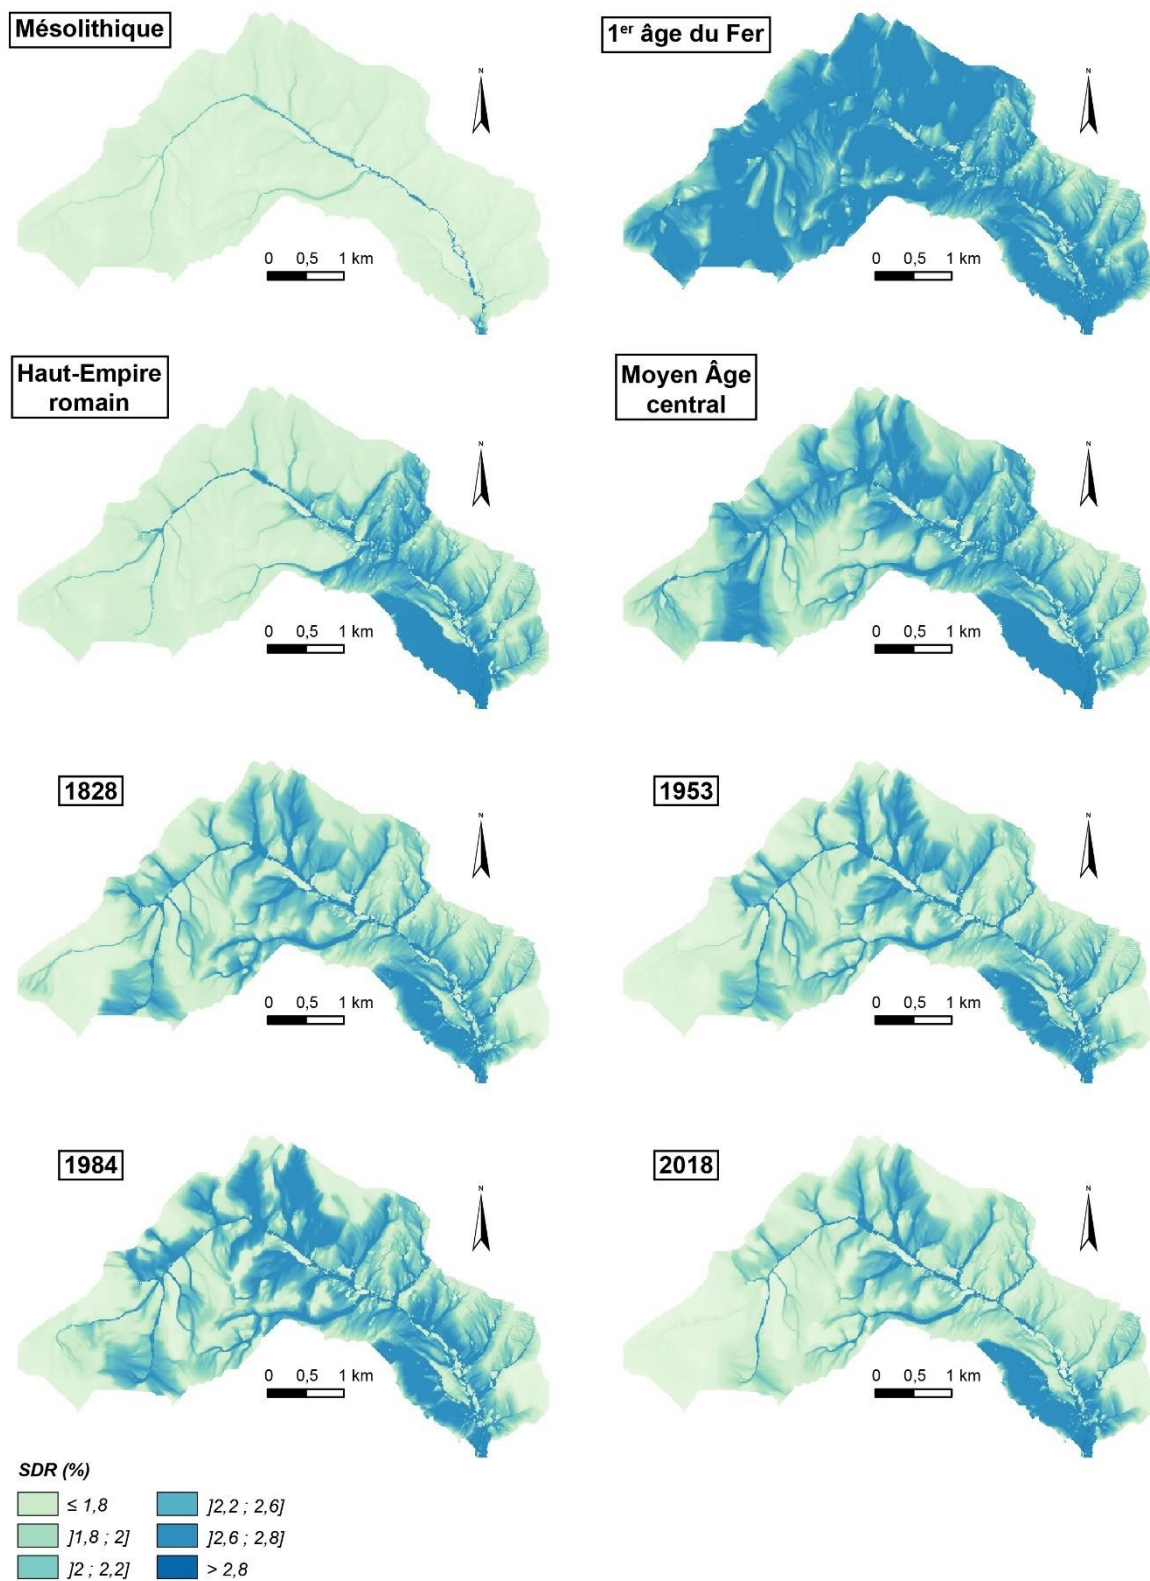 Mésolithique
1er âge du Fer
N
N
0 0,5 1 km
0 0,5 1 km
Haut-Empire
romain
Moyen Âge
central
N
N
0 0,5 1 km
0 0,5 1 km
1828
1953
N
N
0 0,5 1 km
0 0,5 1 km
1984
2018
N
N
0 0,5 1 km
0 0,5 1 km
SDR (%)
≤ 1,8
]2,2 ; 2,6]
]1,8 ; 2]
]2,6 ; 2,8]
]2 ; 2,2]
> 2,8